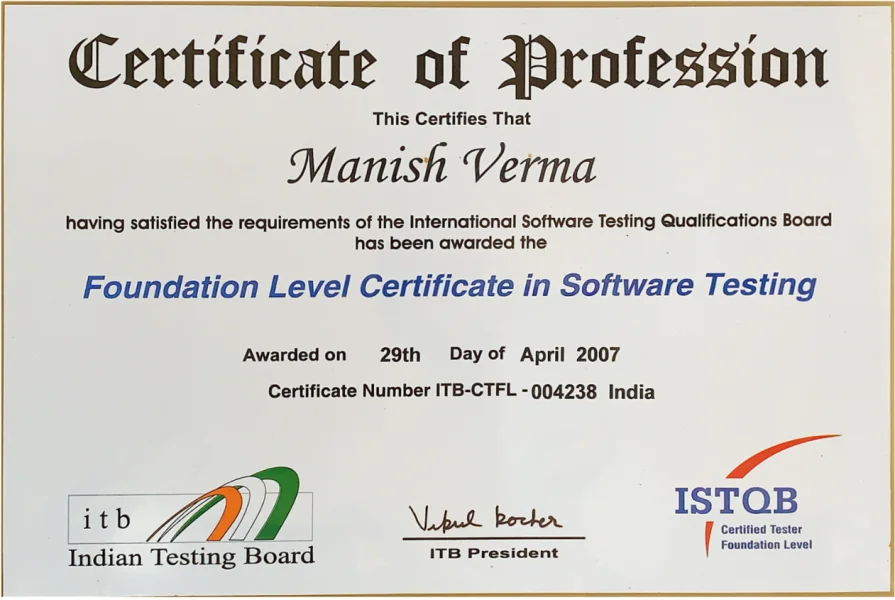 Certificate of Profession
This Certifies That
Manish Verma
having satisfied the requirements of the International Software Testing Qualifications Board
has been awarded the
Foundation Level Certificate in Software Testing
Awarded on 29th Day of April 2007
Certificate Number ITB-CTFL - 004238 India
itb
Indian Testing Board
Vipul Kocher
ITB President
ISTQB
Certified Tester
Foundation Level